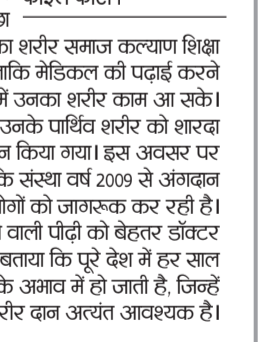 का शरीर समाज कल्याण शिक्षा
ताकि मेडिकल की पढ़ाई करने
में उनका शरीर काम आ सके।
उनके पार्थिव शरीर को शारदा
न किया गया। इस अवसर पर
के संस्था वर्ष 2009 से अंगदान
लोगों को जागरूक कर रही है।
वाली पीढ़ी को बेहतर डॉक्टर
बताया कि पूरे देश में हर साल
के अभाव में हो जाती है, जिन्हें
रीर दान अत्यंत आवश्यक है।